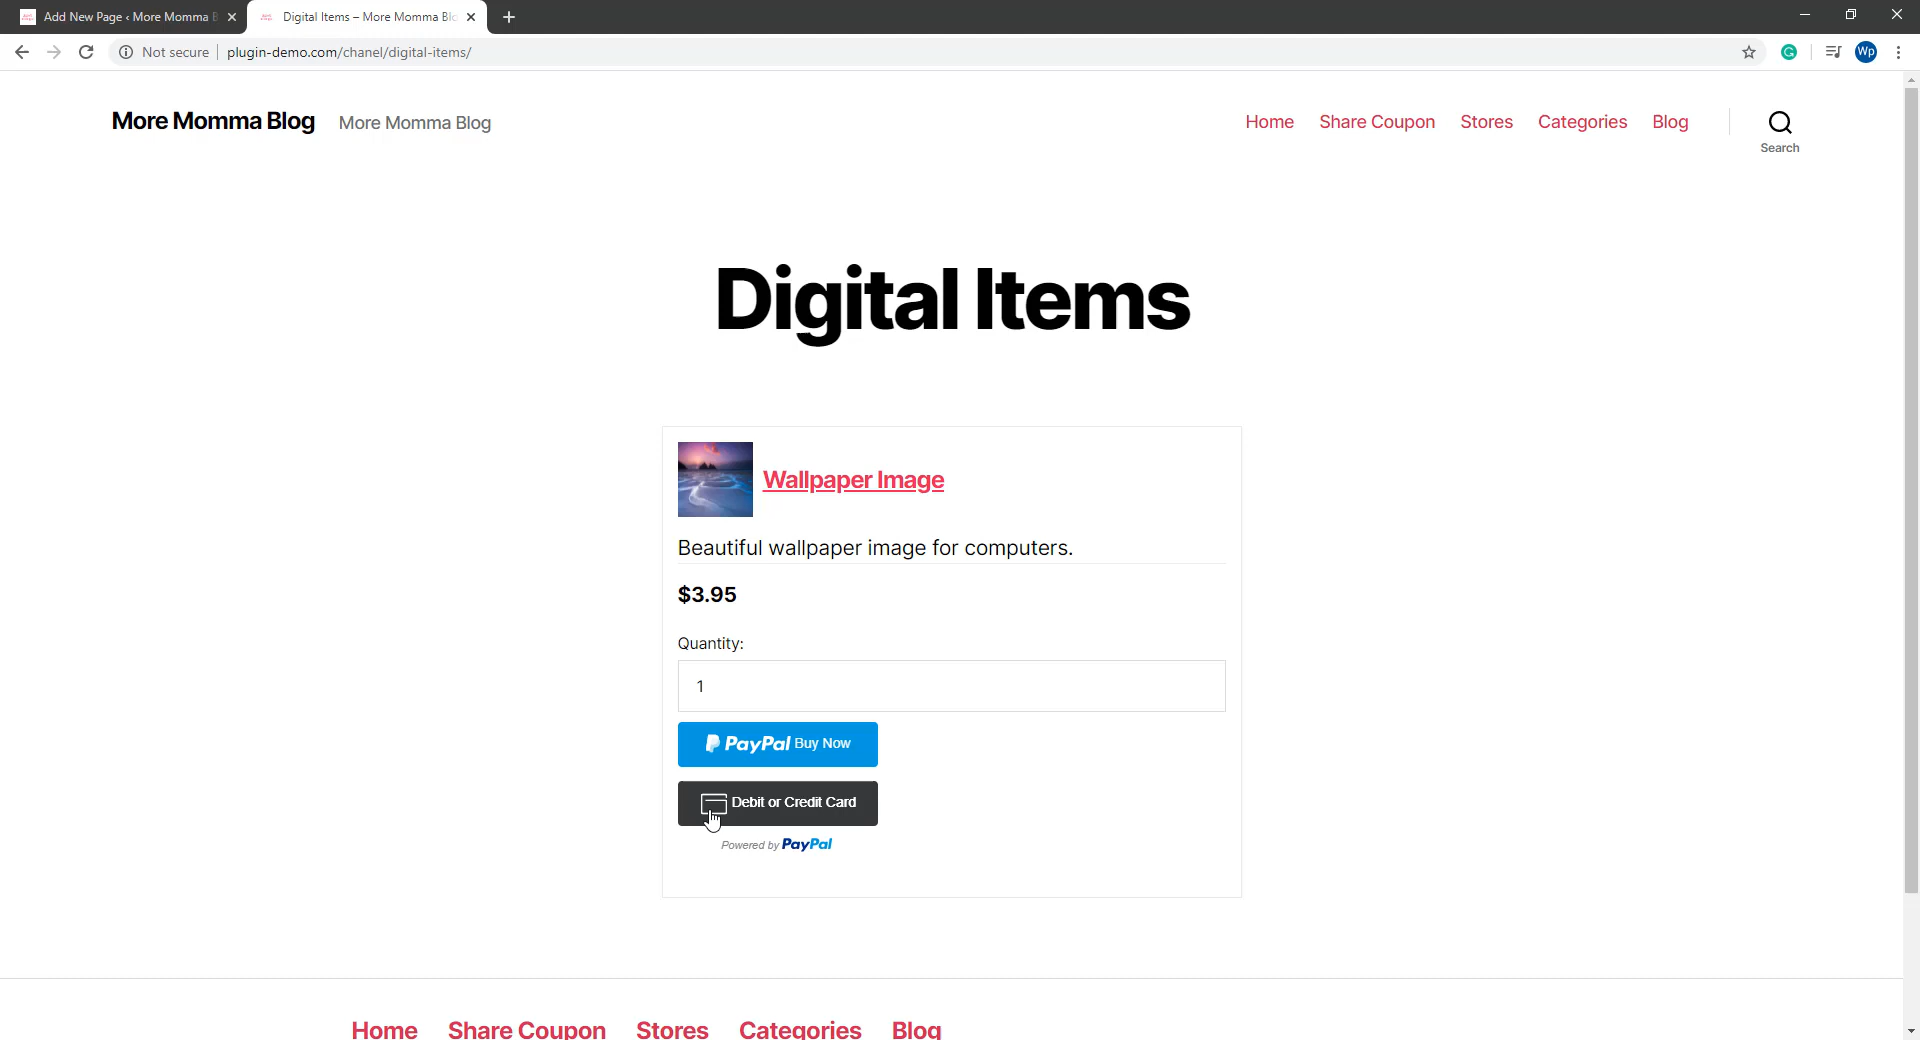 Add New Page ‹ More Momma B
Digital Items – More Momma Blo
Not secure
plugin-demo.com/chanel/digital-items/
Wp
More Momma Blog
More Momma Blog
Home
Share Coupon
Stores
Categories
Blog
Search
Digital Items
Wallpaper Image
Beautiful wallpaper image for computers.
$3.95
Quantity:
1
PayPal Buy Now
Debit or Credit Card
Powered by PayPal
Home
Share Coupon
Stores
Categories
Blog